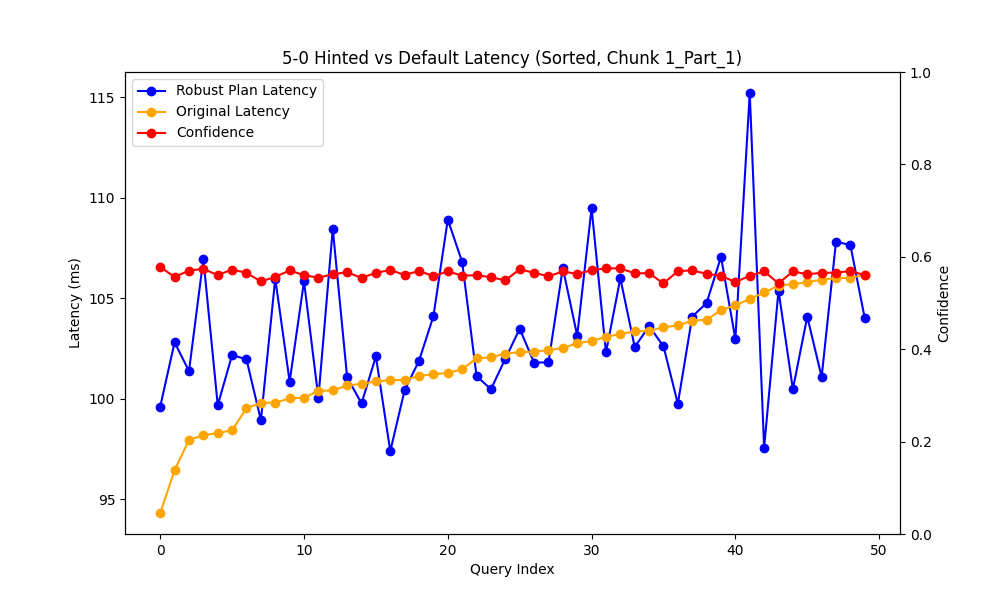 5-0 Hinted vs Default Latency (Sorted, Chunk 1_Part_1)
Robust Plan Latency
Original Latency
Confidence
115
110
105
100
95
Latency (ms)
1.0
0.8
0.6
0.4
0.2
0.0
Confidence
0 10 20 30 40 50
Query Index